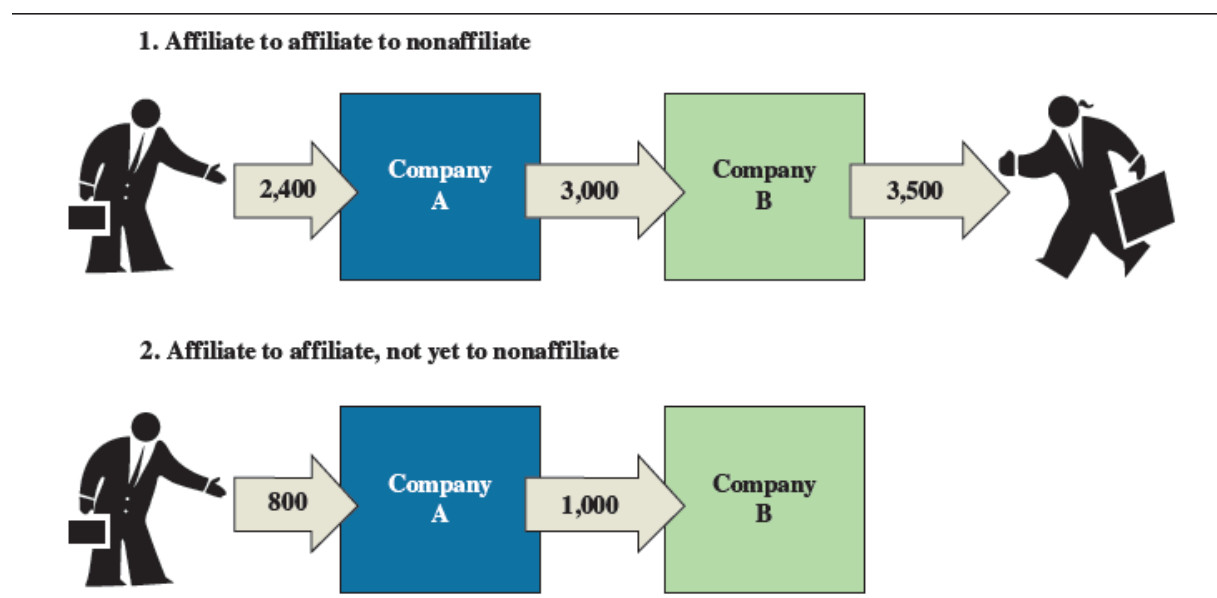 1. Affiliate to affiliate to nonaffiliate
2,400
Company
A
3,000
Company
B
3,500
2. Affiliate to affiliate, not yet to nonaffiliate
800
Company
A
1,000
Company
B